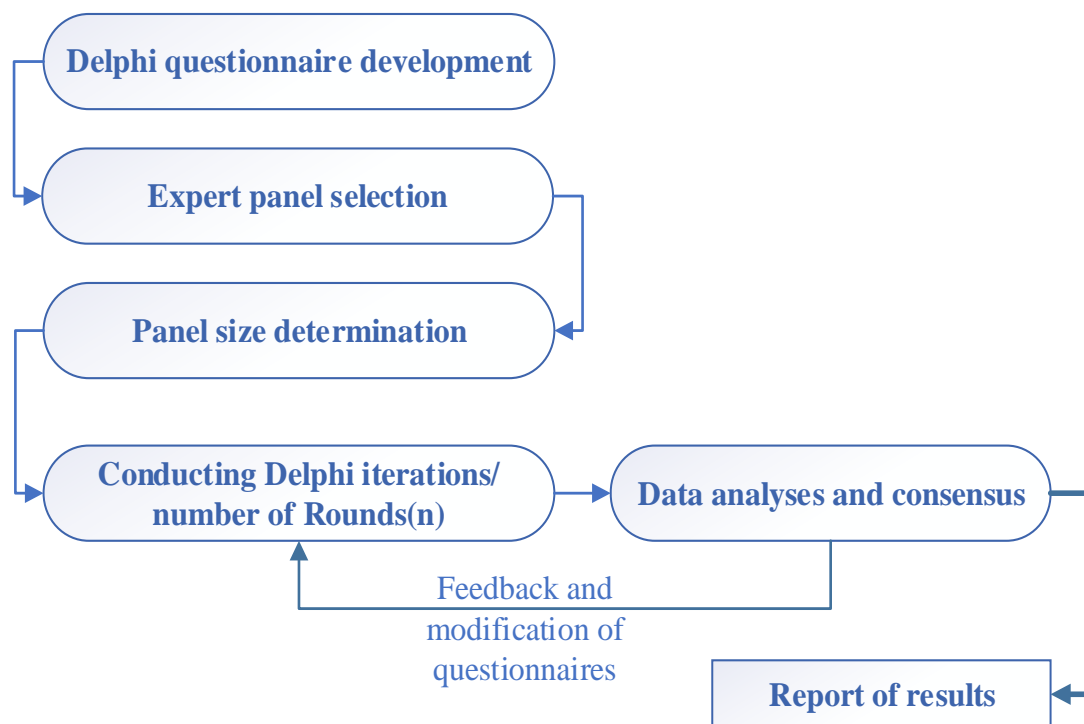 Delphi questionnaire development
Expert panel selection
Panel size determination
Conducting Delphi iterations/
number of Rounds(n)
Data analyses and consensus
Feedback and
modification of
questionnaires
Report of results